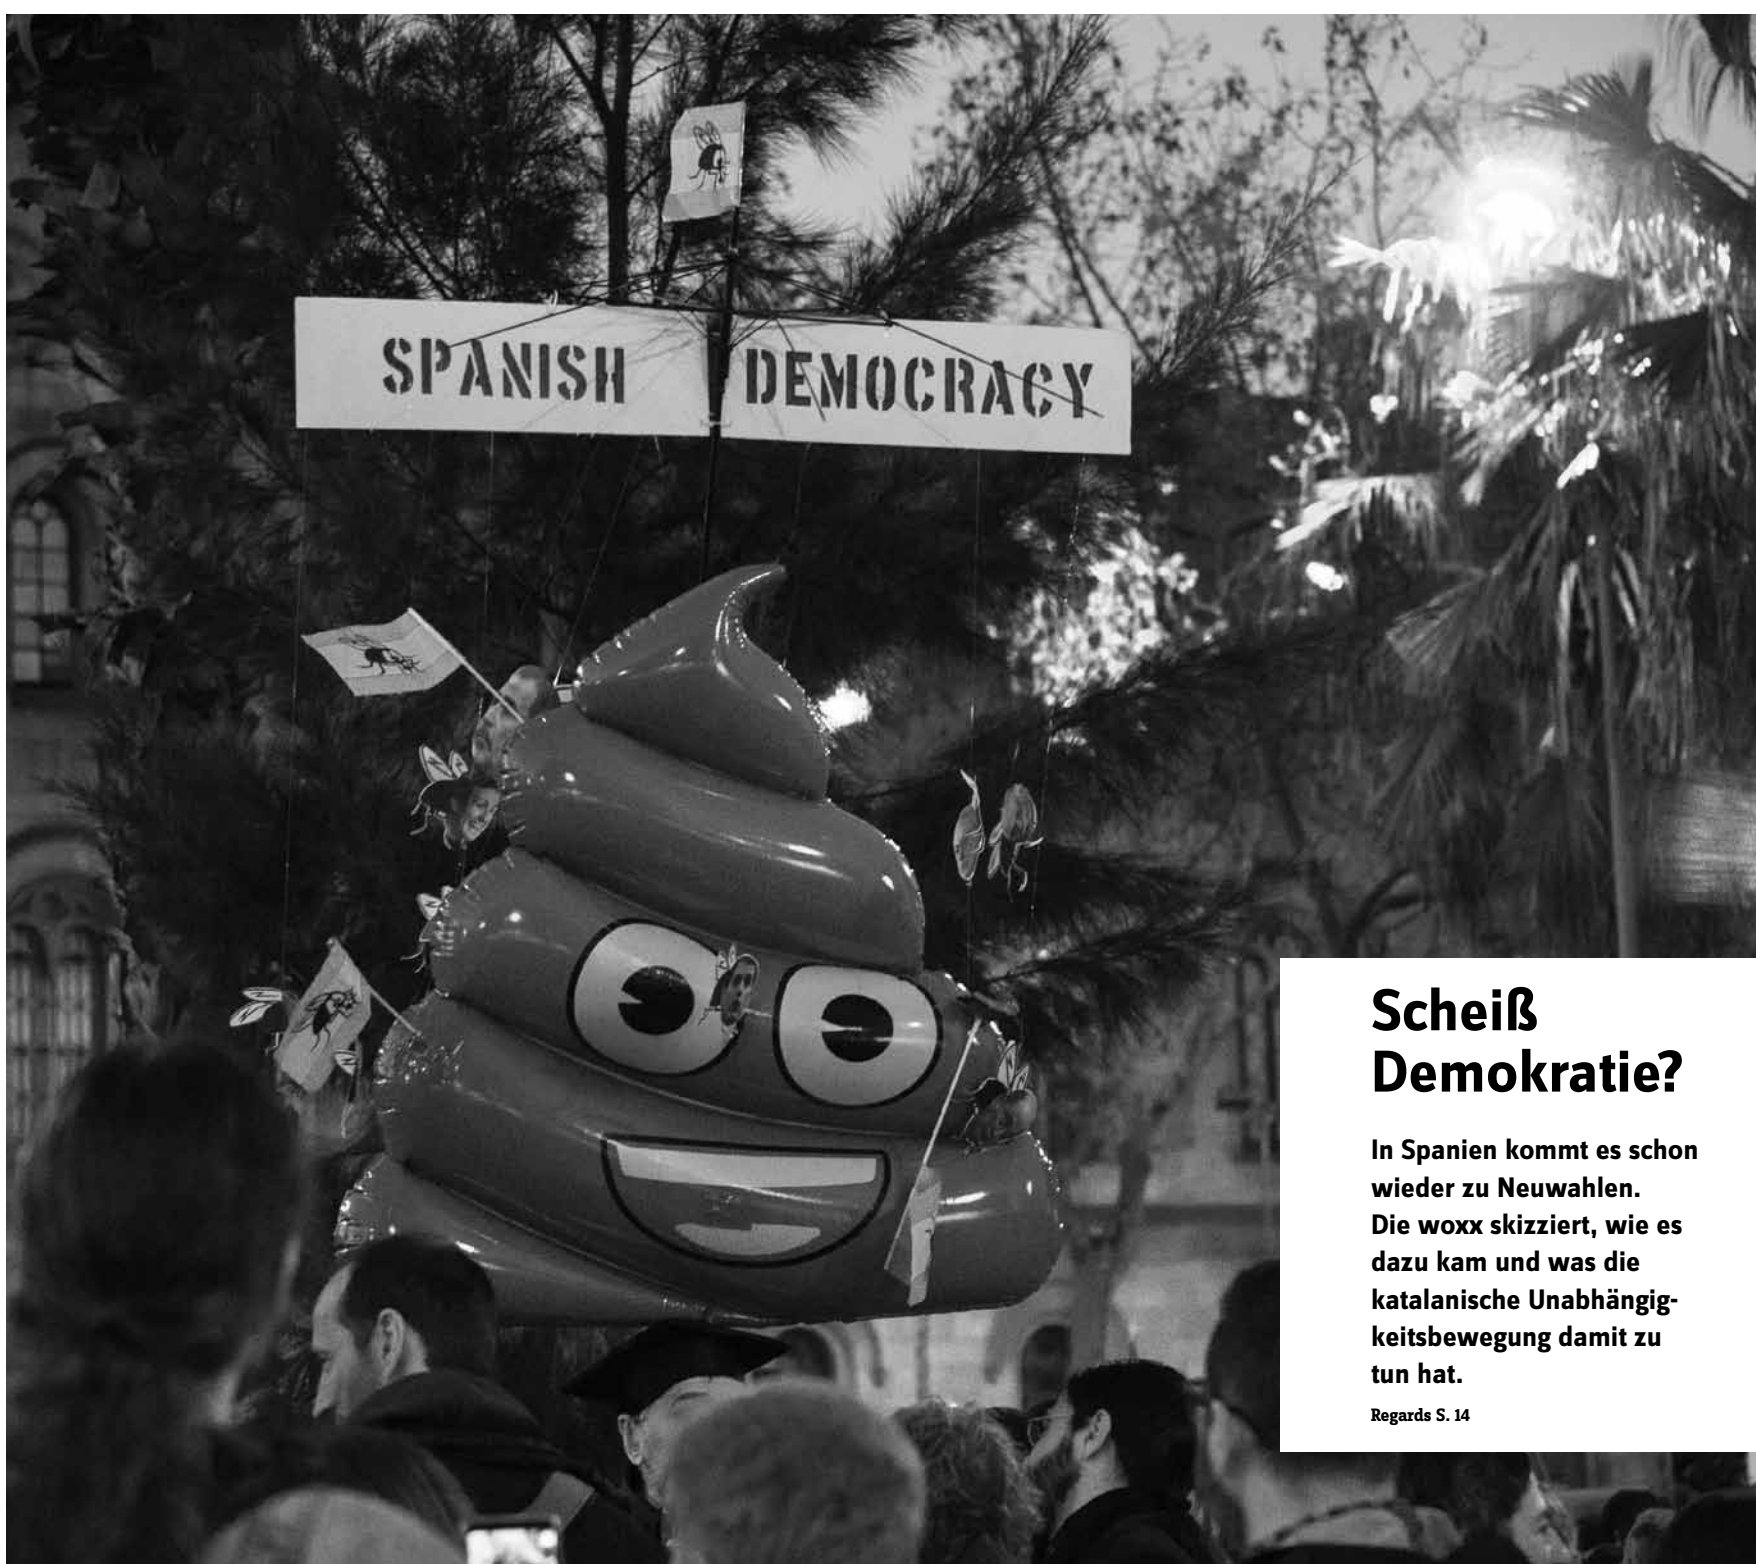 SPANISH DEMOCRACY
Scheiß
Demokratie?
In Spanien kommt es schon
wieder zu Neuwahlen.
Die woxx skizziert, wie es
dazu kam und was die
katalanische Unabhängig-
keitsbewegung damit zu
tun hat.
Regards S. 14